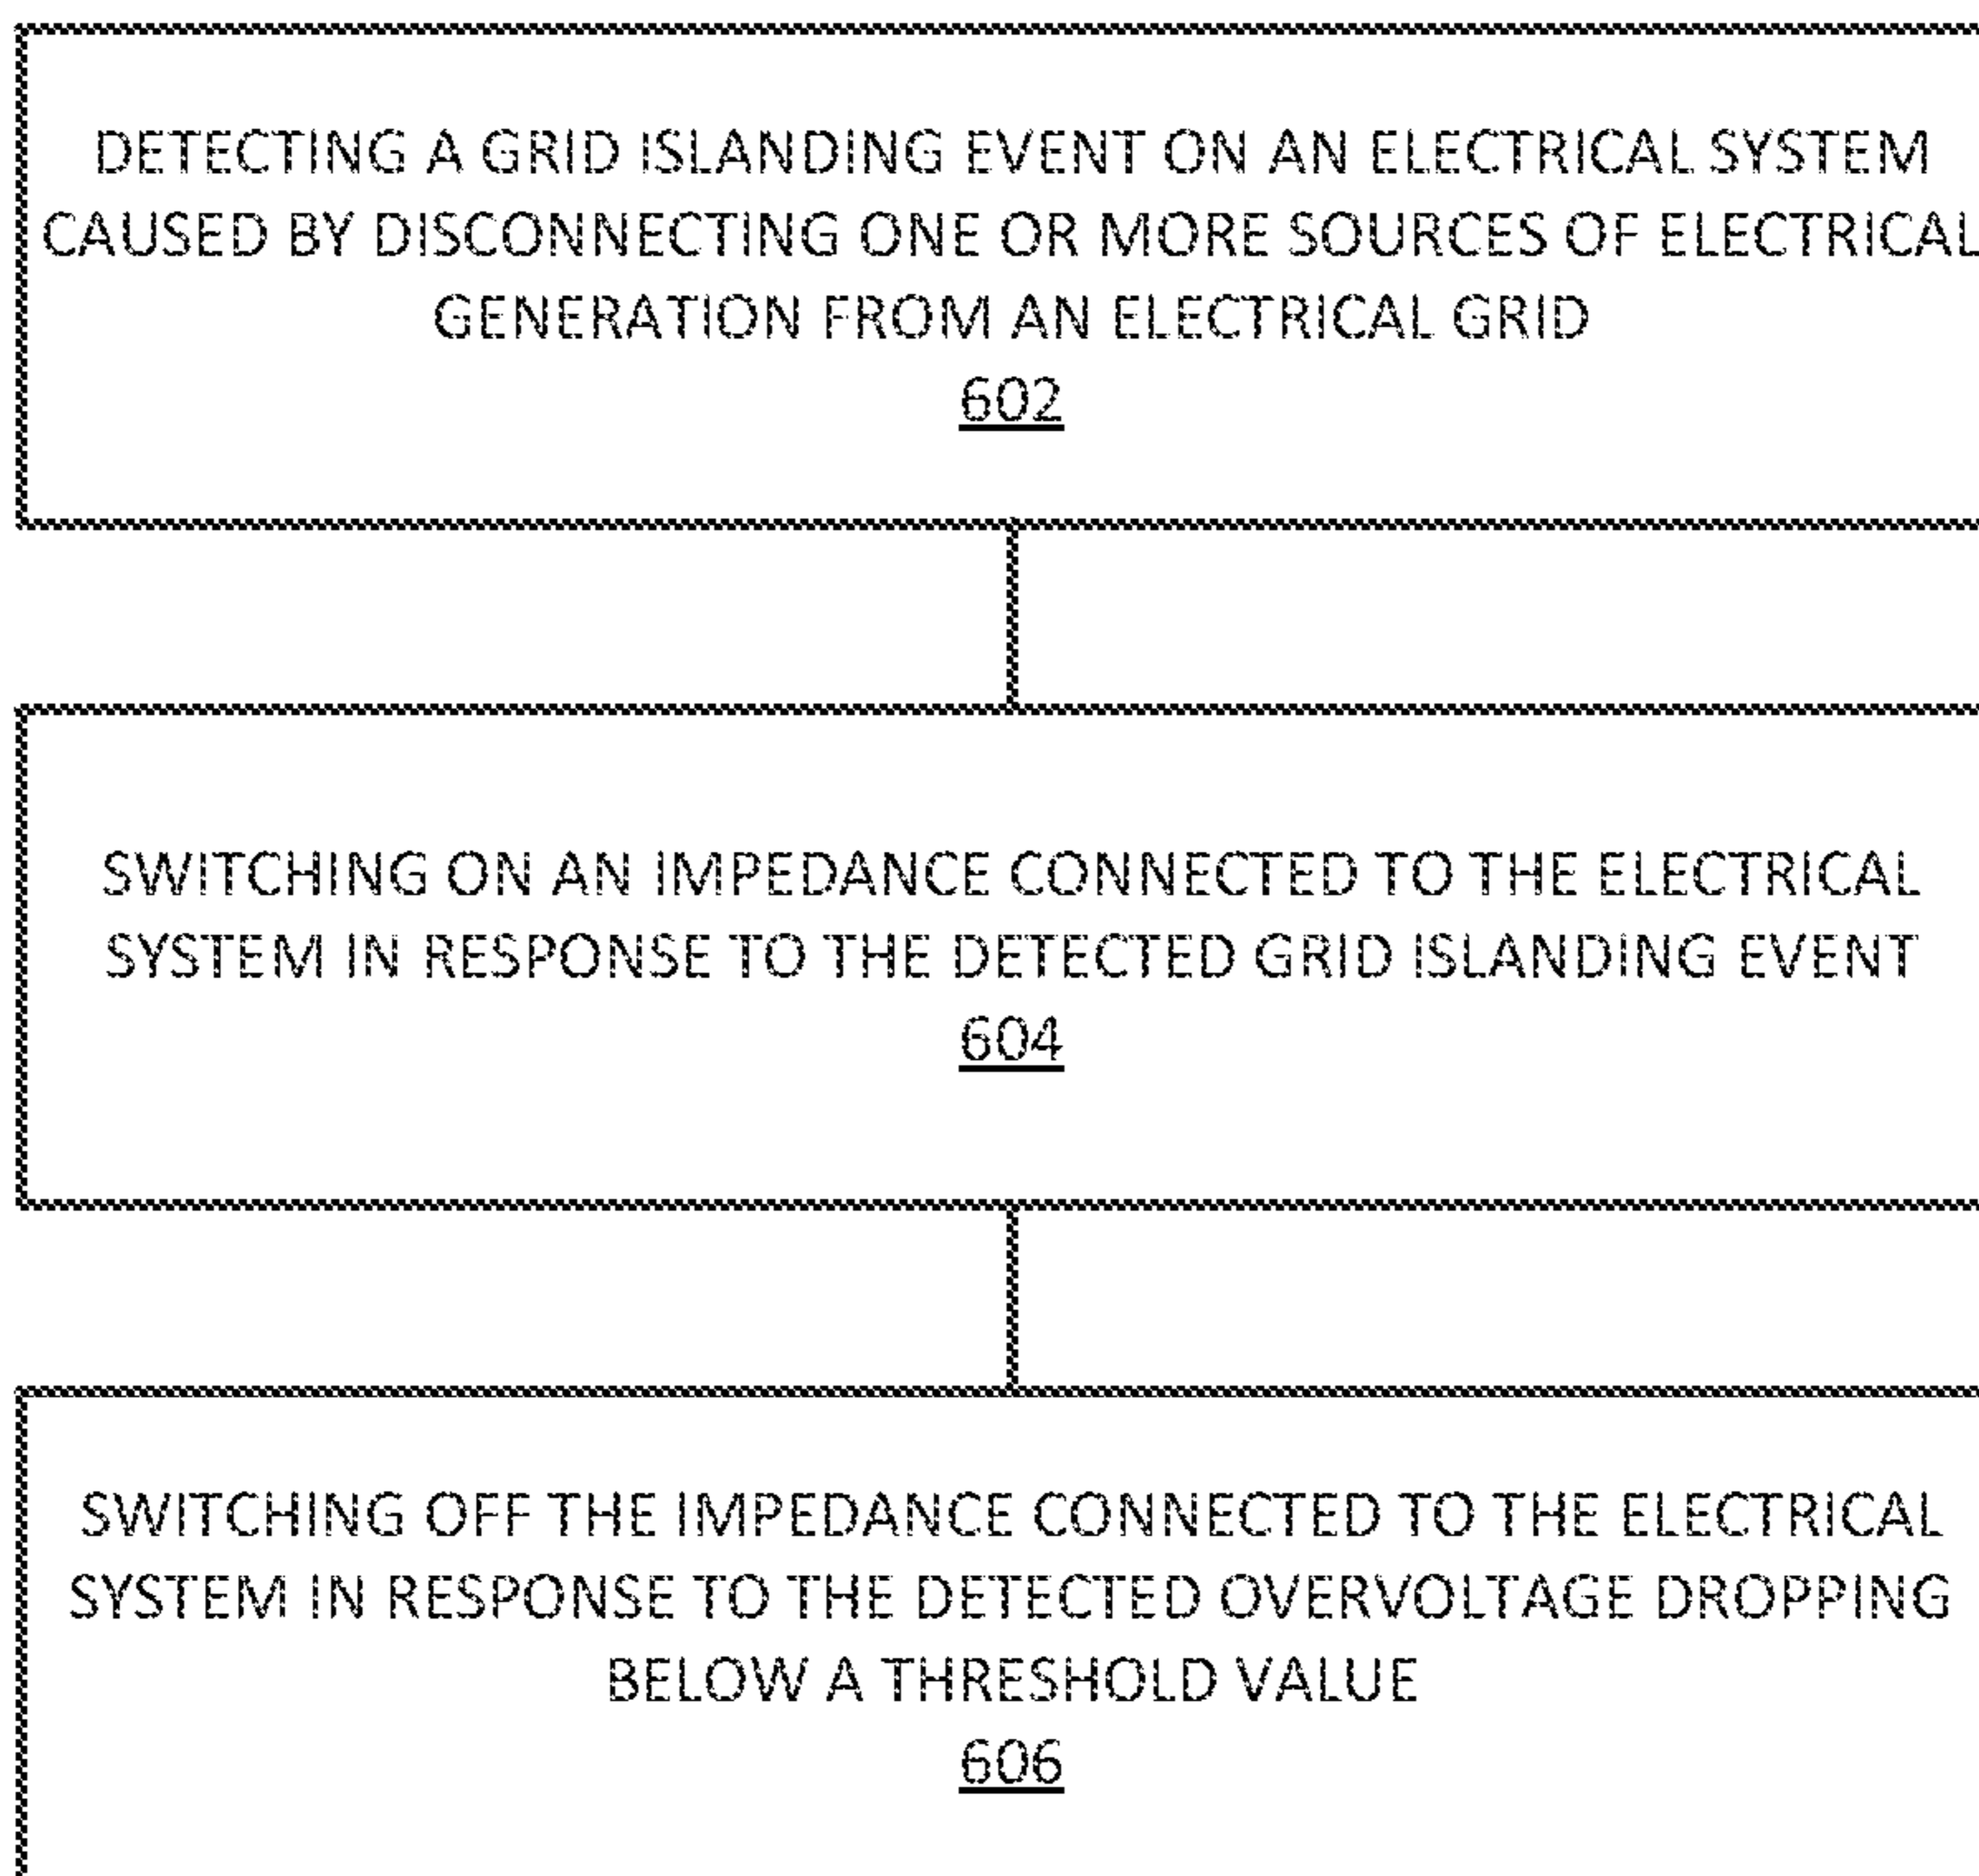 DETECTING A GRID ISLANDING EVENT ON AN ELECTRICAL SYSTEM
CAUSED BY DISCONNECTING ONE OR MORE SOURCES OF ELECTRICAL
GENERATION FROM AN ELECTRICAL GRID
602
SWITCHING ON AN IMPEDANCE CONNECTED TO THE ELECTRICAL
SYSTEM IN RESPONSE TO THE DETECTED GRID ISLANDING EVENT
604
SWITCHING OFF THE IMPEDANCE CONNECTED TO THE ELECTRICAL
SYSTEM IN RESPONSE TO THE DETECTED OVERVOLTAGE DROPPING
BELOW A THRESHOLD VALUE
606